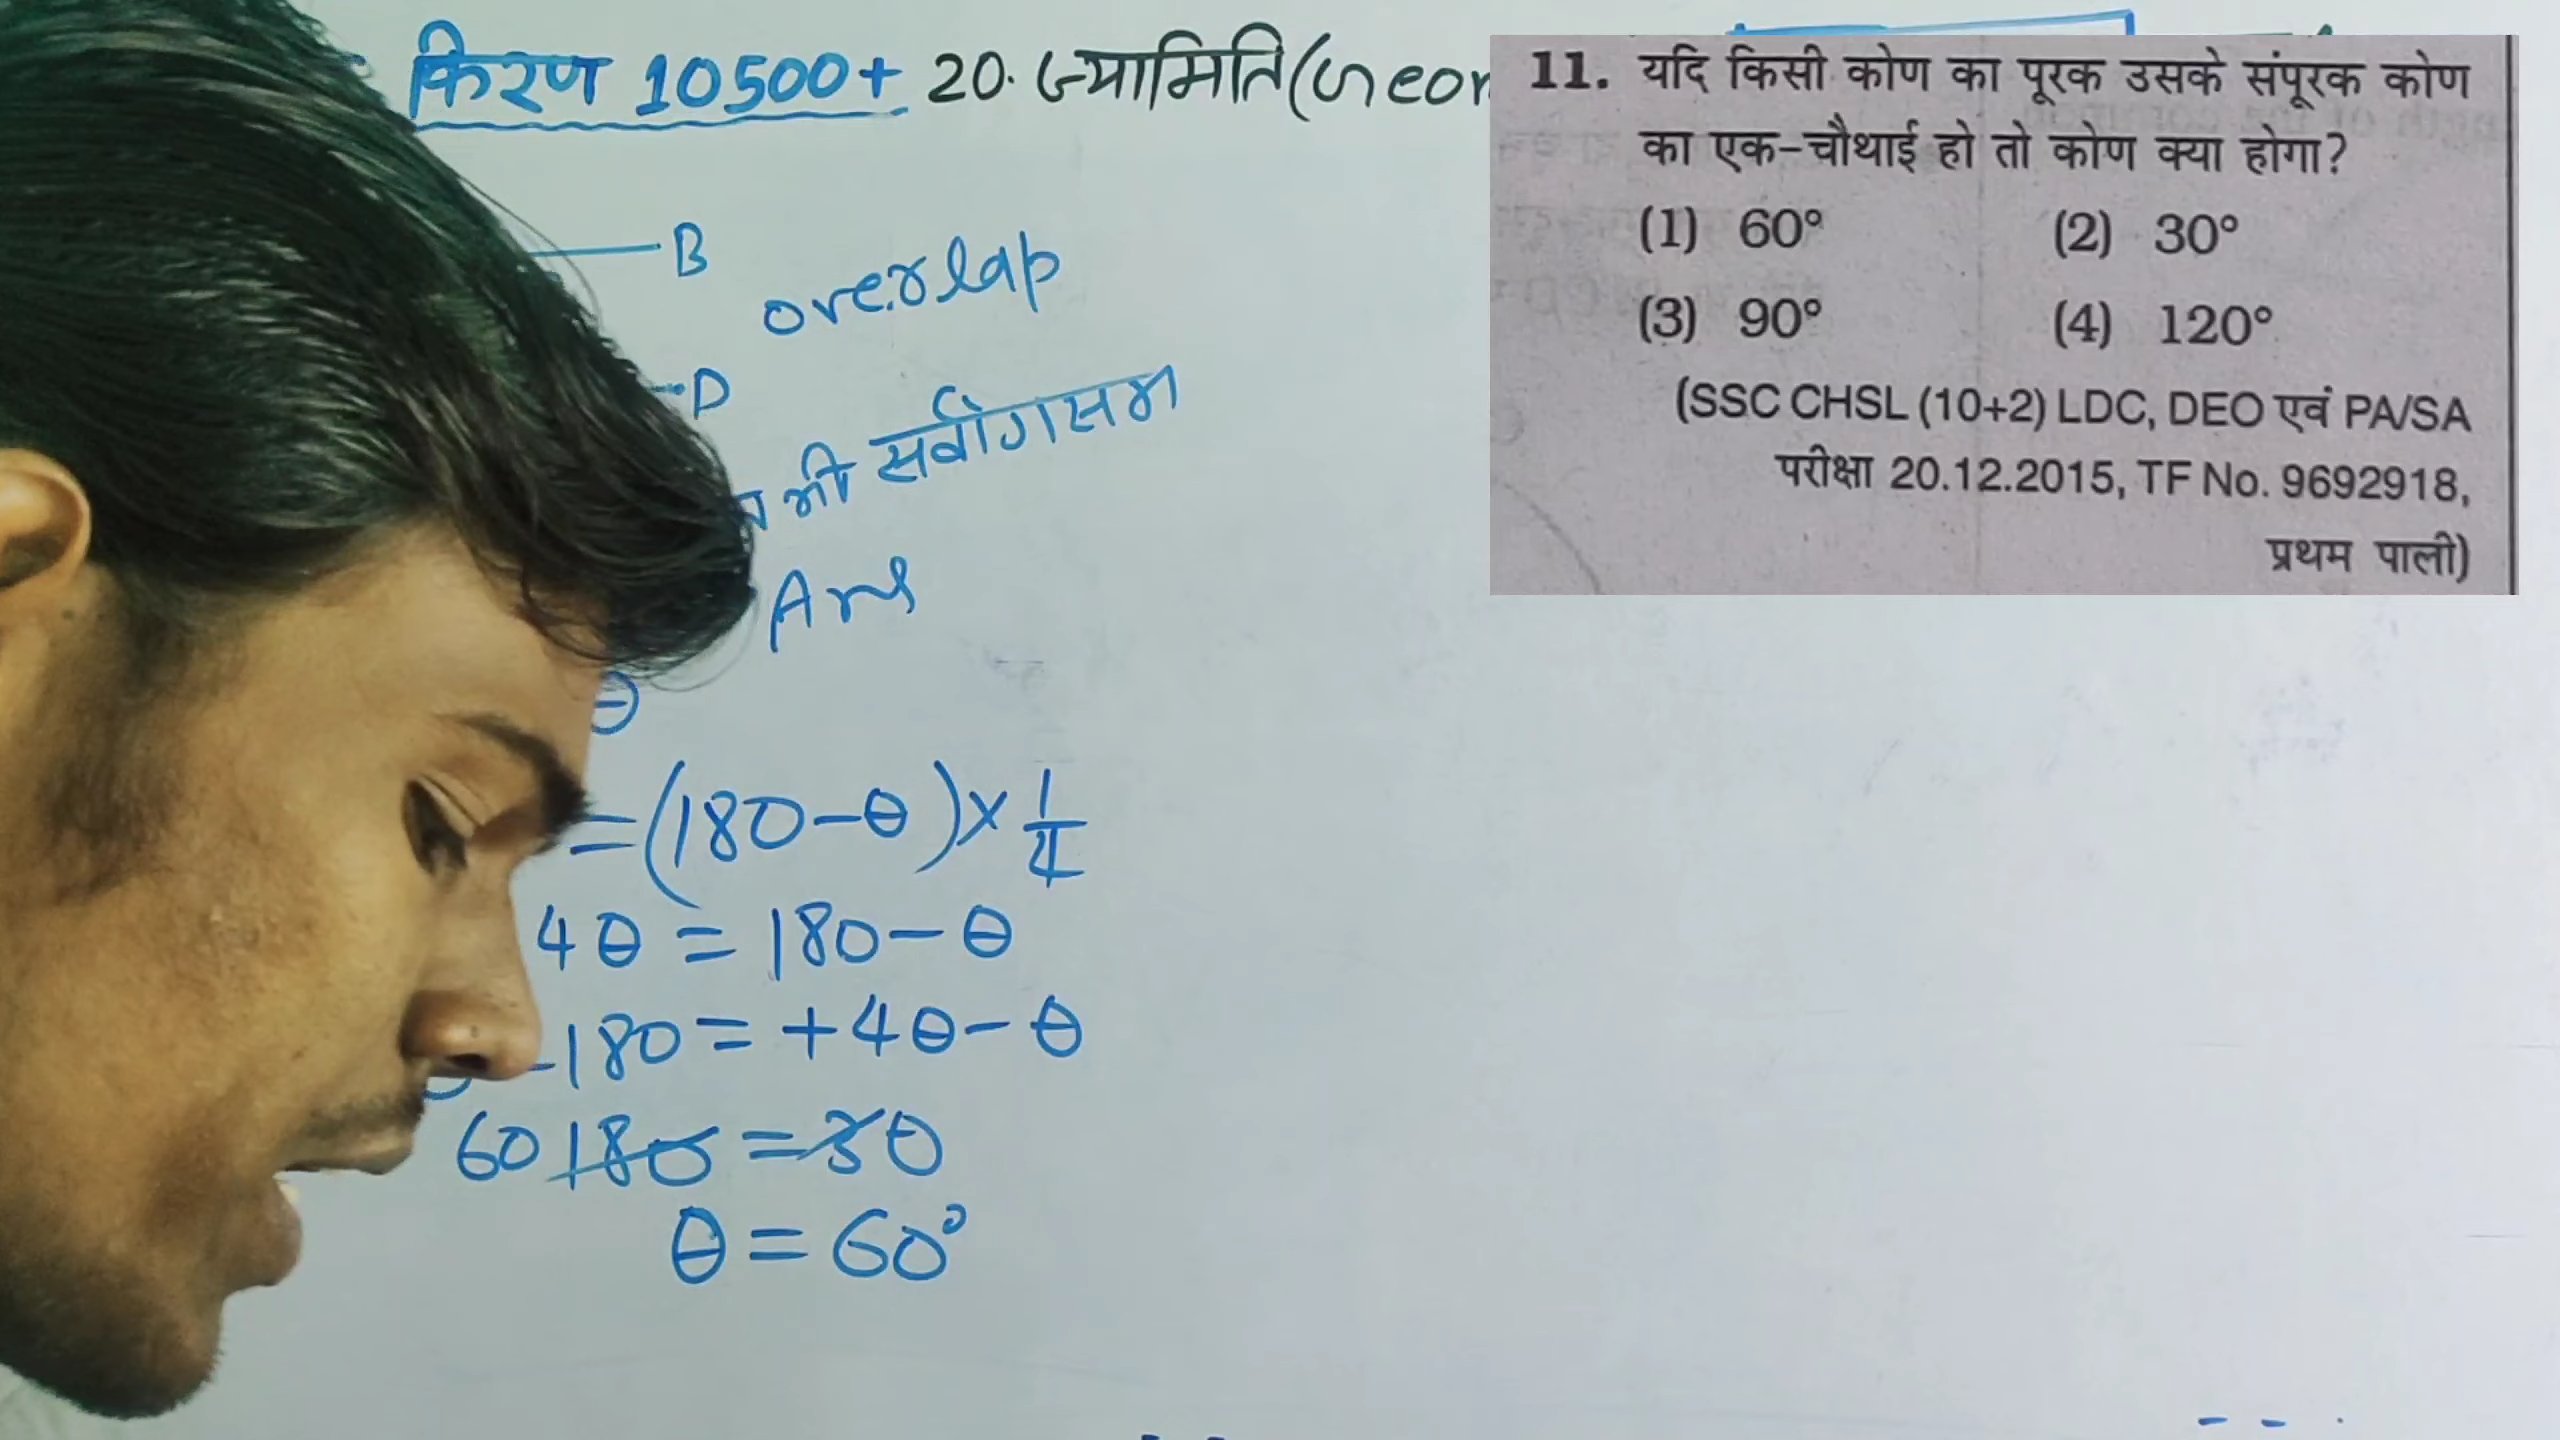 किरण 10500+ 20. ज्यामिति (Geom
B
overlap
D
भी सर्वांगसम
Ans
θ
=(180-θ)×1/4
4θ = 180-θ
-180 = +4θ-θ
60 180 = 3θ
θ = 60°
11. यदि किसी कोण का पूरक उसके संपूरक कोण
का एक-चौथाई हो तो कोण क्या होगा?
(1) 60° (2) 30°
(3) 90° (4) 120°
(SSC CHSL (10+2) LDC, DEO एवं PA/SA
परीक्षा 20.12.2015, TF No. 9692918,
प्रथम पाली)